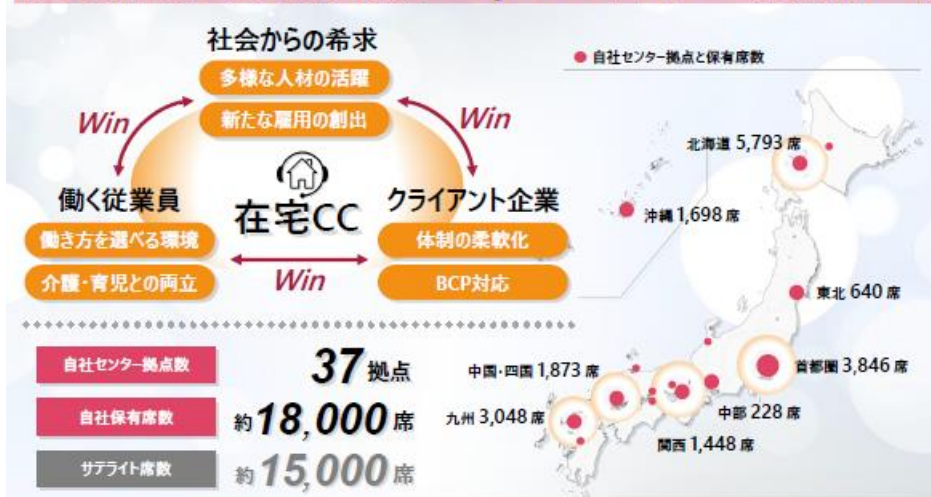 社会からの希求
多様な人材の活躍
新たな雇用の創出
Win
Win
働く従業員
働き方を選べる環境
介護・育児との両立
在宅CC
クライアント企業
体制の柔軟化
BCP対応
Win
自社センター拠点数
37拠点
自社保有席数
約18,000席
サテライト席数
約15,000席
自社センター拠点と保有席数
北海道 5,793 席
沖縄 1,698 席
東北 640 席
首都圏 3,846 席
中国・四国 1,873 席
中部 228 席
九州 3,048 席
関西 1,448 席